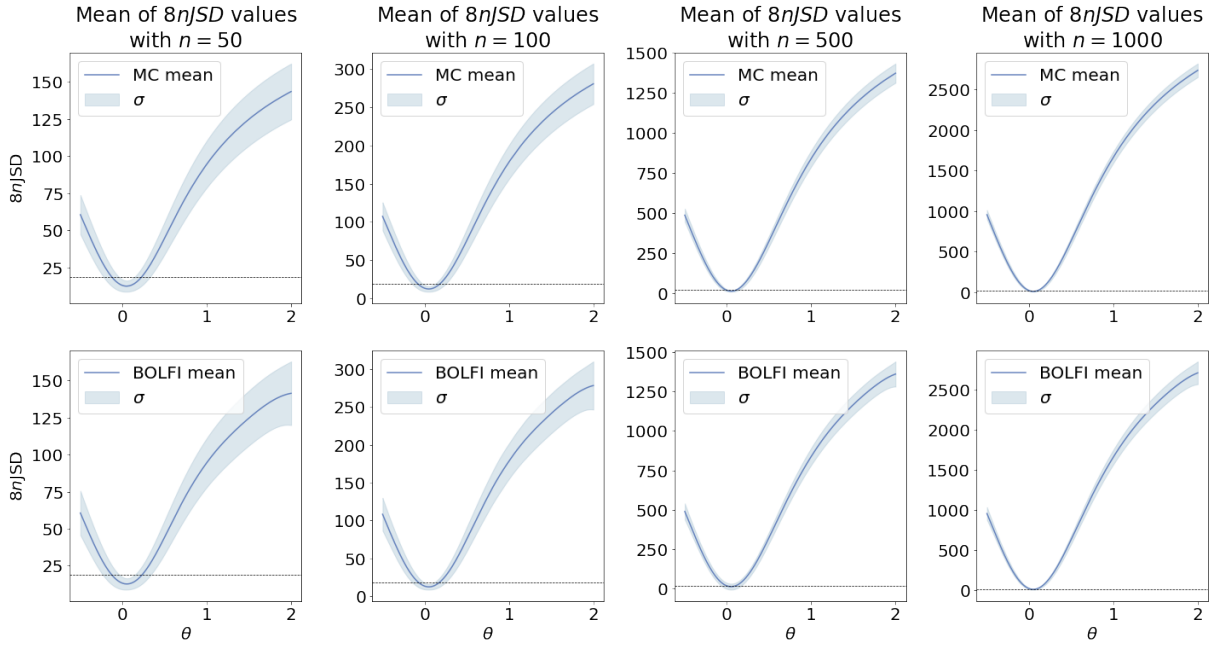 Mean of 8nJSD values
with n = 50
Mean of 8nJSD values
with n = 100
Mean of 8nJSD values
with n = 500
Mean of 8nJSD values
with n = 1000
8nJSD
150
125
100
75
50
25
0
1
2
MC mean
σ
300
250
200
150
100
50
0
0
1
2
MC mean
σ
1500
1250
1000
750
500
250
0
0
1
2
MC mean
σ
2500
2000
1500
1000
500
0
0
1
2
MC mean
σ
8nJSD
150
125
100
75
50
25
0
1
2
θ
BOLFI mean
σ
300
250
200
150
100
50
0
0
1
2
θ
BOLFI mean
σ
1500
1250
1000
750
500
250
0
0
1
2
θ
BOLFI mean
σ
2500
2000
1500
1000
500
0
0
1
2
θ
BOLFI mean
σ